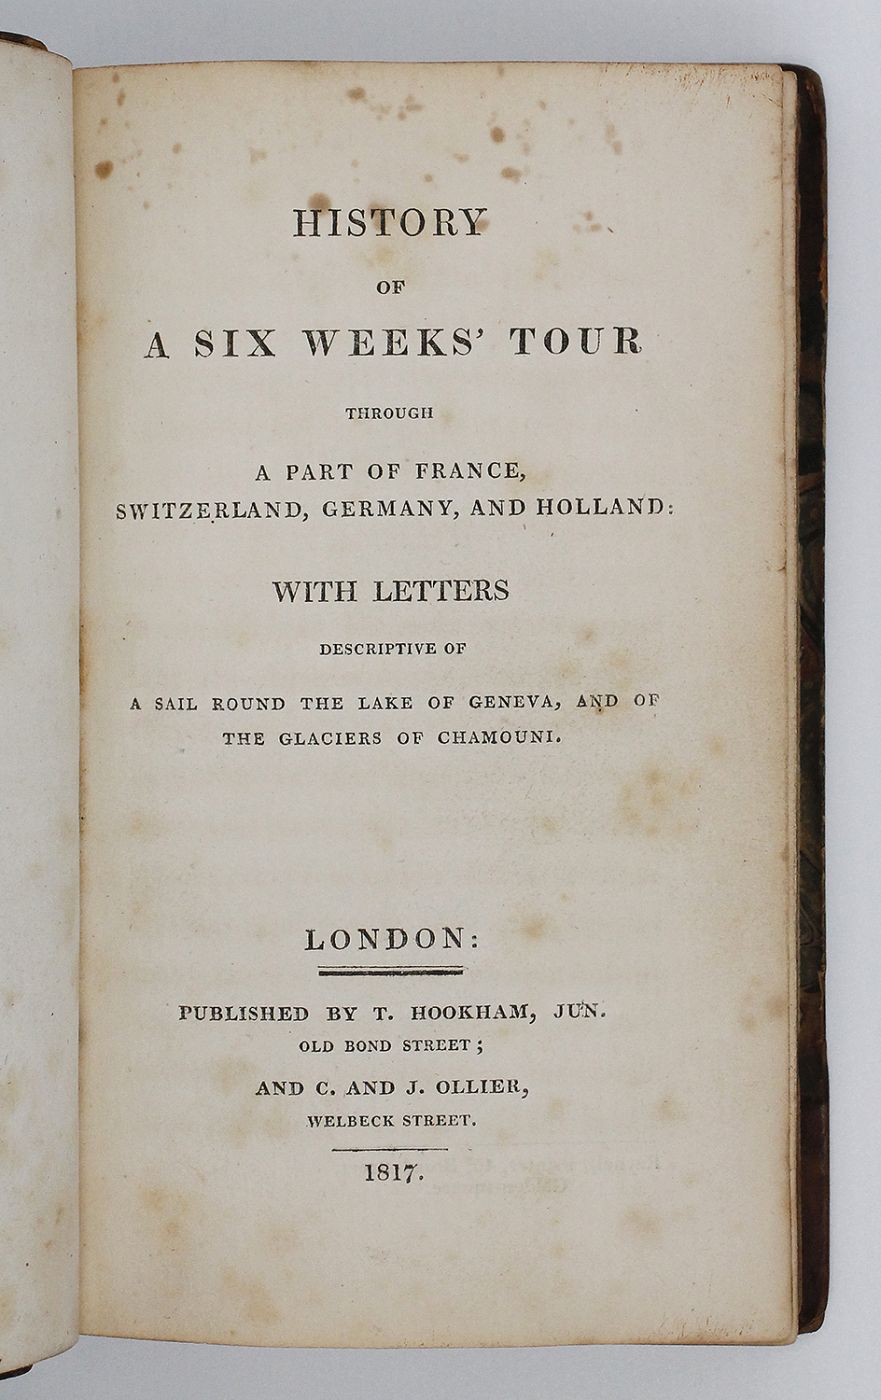 HISTORY
OF
A SIX WEEKS' TOUR
THROUGH
A PART OF FRANCE,
SWITZERLAND, GERMANY, AND HOLLAND:
WITH LETTERS
DESCRIPTIVE OF
A SAIL ROUND THE LAKE OF GENEVA, AND OF
THE GLACIERS OF CHAMOUNI.
LONDON:
PUBLISHED BY T. HOOKHAM, JUN.
OLD BOND STREET;
AND C. AND J. OLLIER,
WELBECK STREET.
1817.